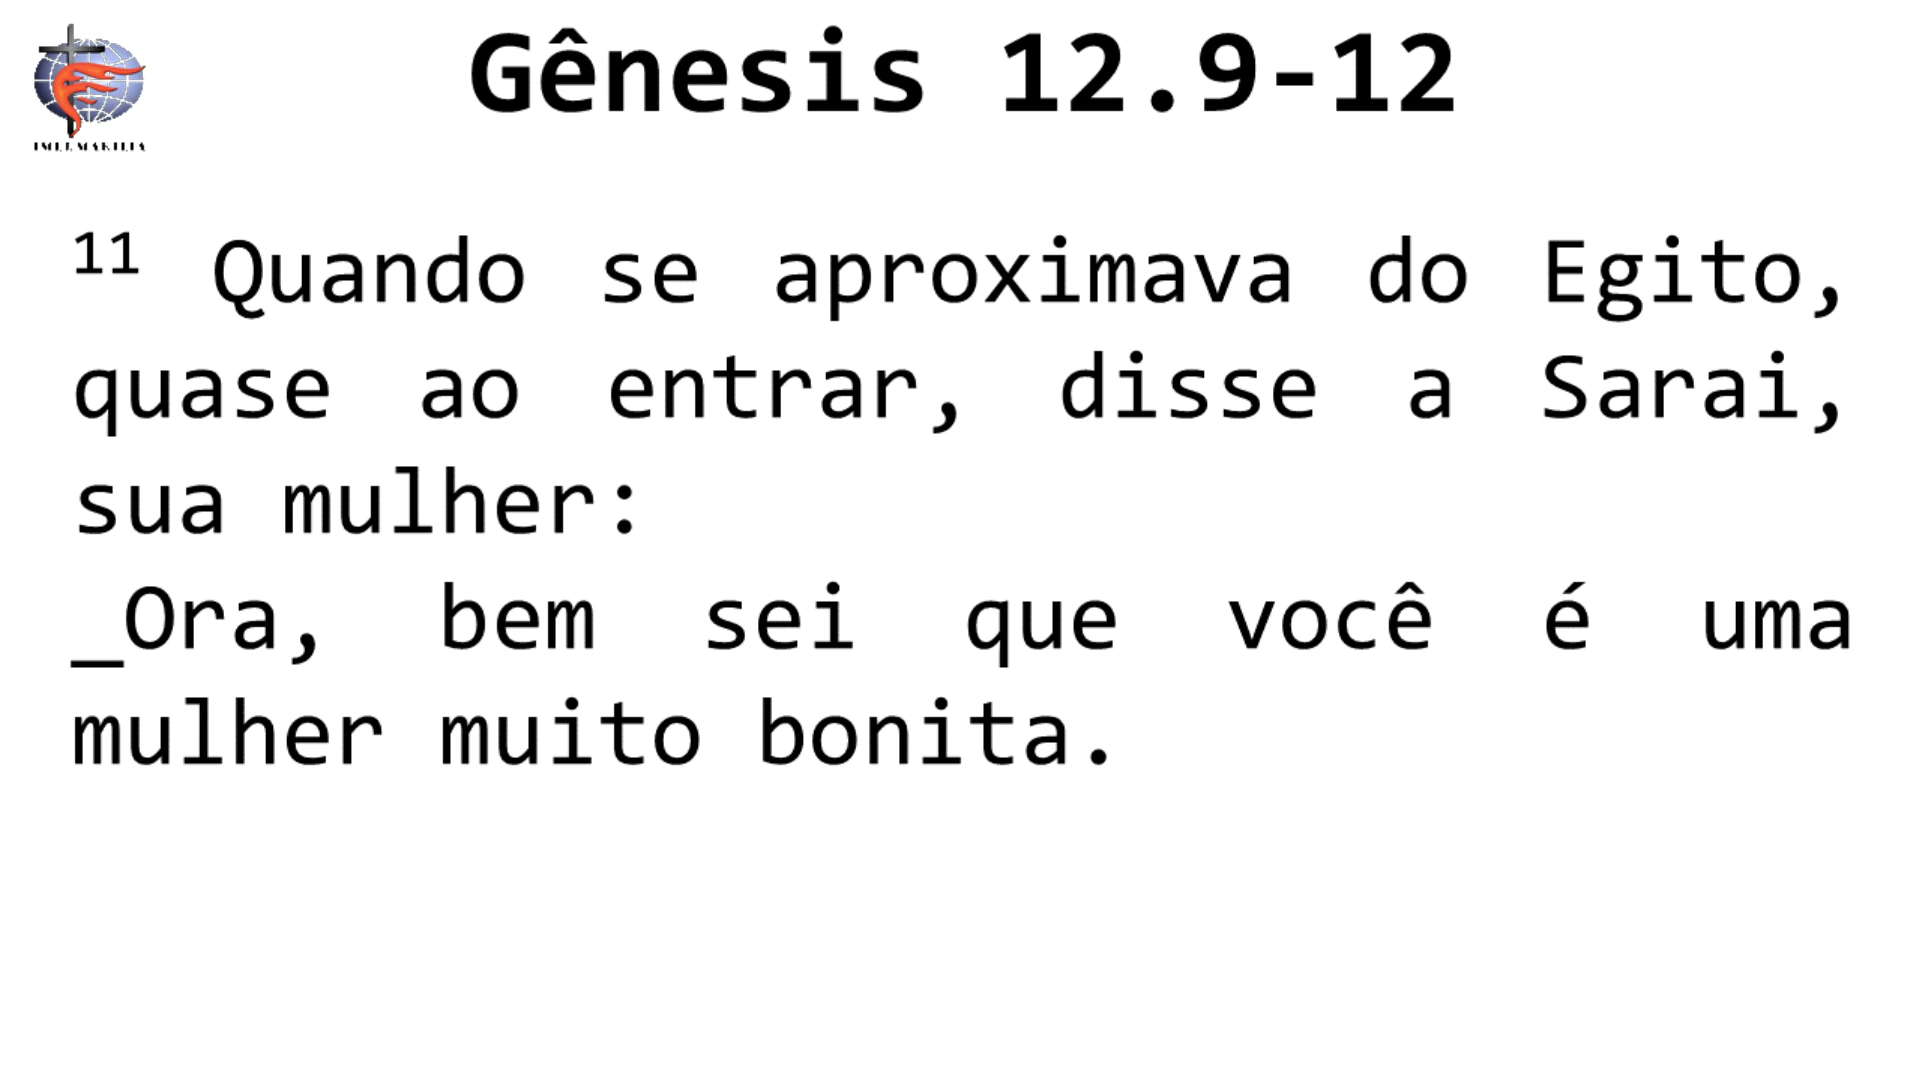 Gênesis 12.9-12
11 Quando se aproximava do Egito,
quase ao entrar, disse a Sarai,
sua mulher:
_Ora, bem sei que você é uma
mulher muito bonita.